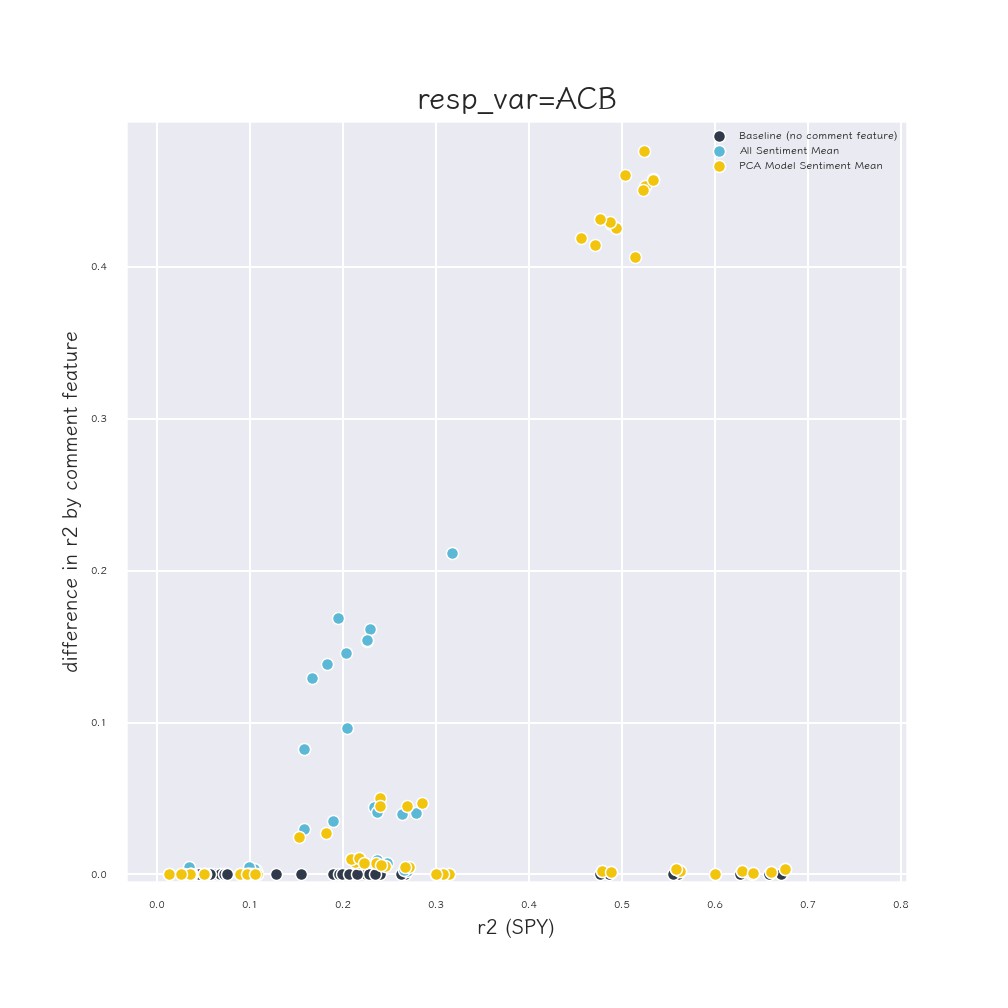 resp_var=ACB
Baseline (no comment feature)
All Sentiment Mean
PCA Model Sentiment Mean
difference in r2 by comment feature
0.4
0.3
0.2
0.1
0.0
0.0 0.1 0.2 0.3 0.4 0.5 0.6 0.7 0.8
r2 (SPY)